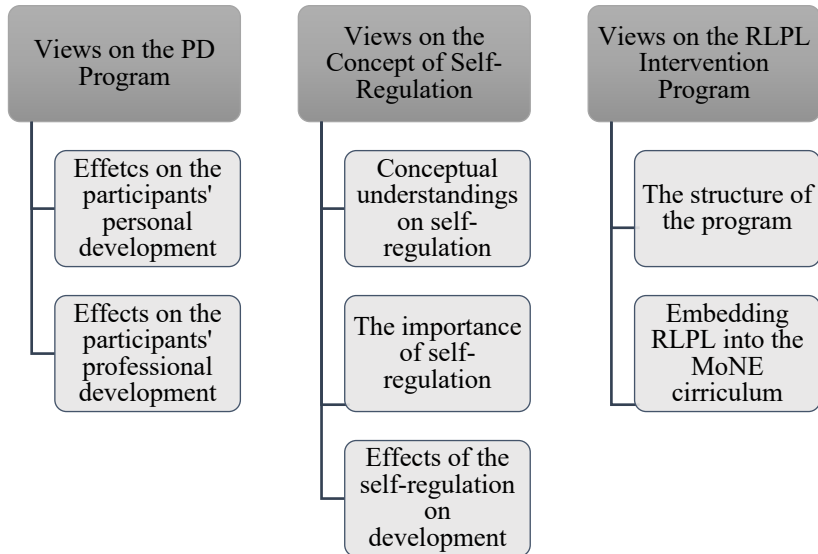 Views on the PD
Program
Effetcs on the
participants'
personal
development
Effects on the
participants'
professional
development
Views on the
Concept of Self-
Regulation
Conceptual
understandings
on self-
regulation
The importance
of self-
regulation
Effects of the
self-regulation
on
development
Views on the RLPL
Intervention
Program
The structure of
the program
Embedding
RLPL into the
MoNE
cirriculum